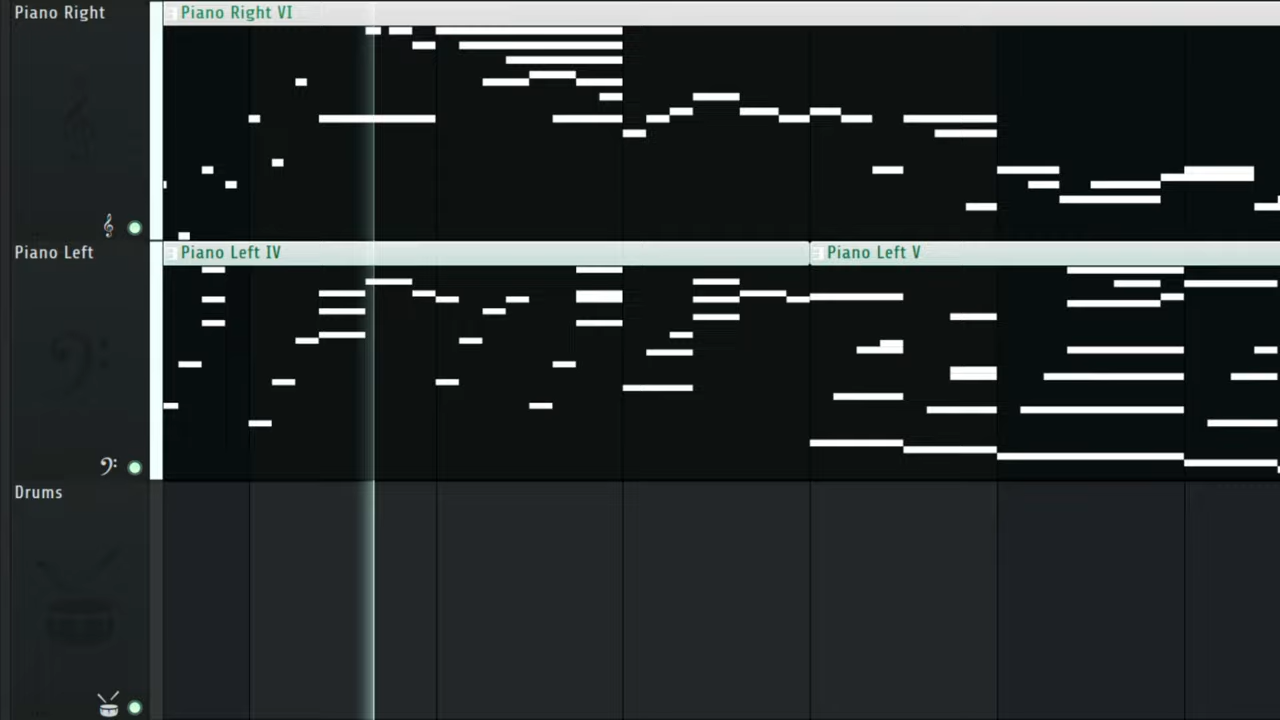 Piano Right
Piano Right VI
Piano Left
Piano Left IV
Piano Left V
Drums